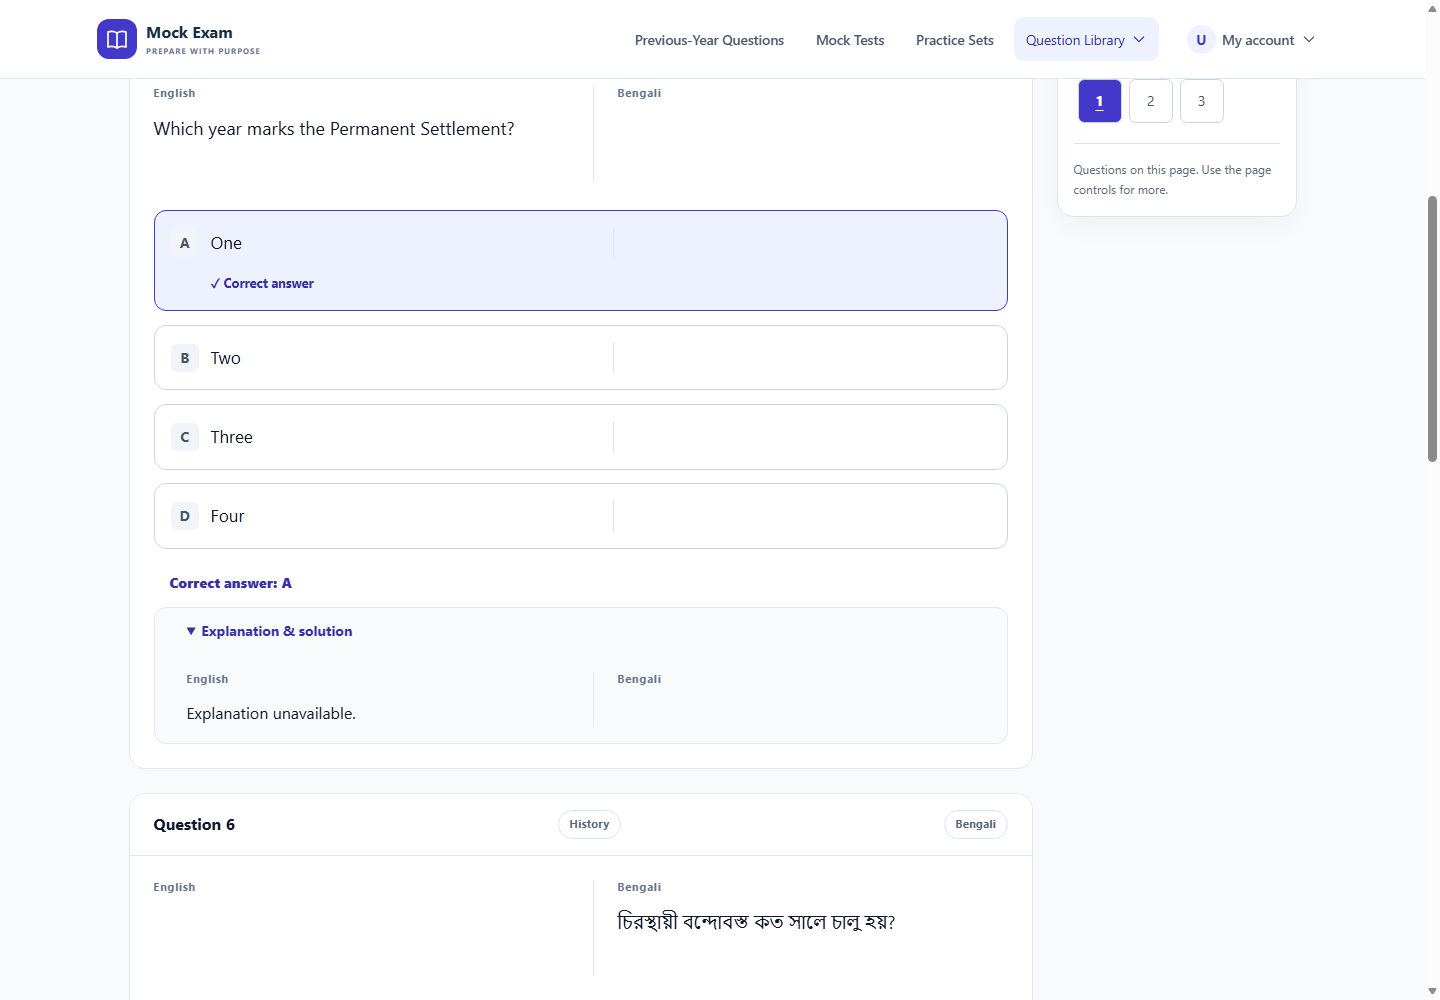 Mock Exam
PREPARE WITH PURPOSE
Previous-Year Questions
Mock Tests
Practice Sets
Question Library
U
My account
English
Bengali
Which year marks the Permanent Settlement?
A
One
✓ Correct answer
B
Two
C
Three
D
Four
Correct answer: A
▼ Explanation & solution
English
Bengali
Explanation unavailable.
Question 6
History
Bengali
English
Bengali
চিরস্থায়ী বন্দোবস্ত কত সালে চালু হয়?
1
2
3
Questions on this page. Use the page
controls for more.